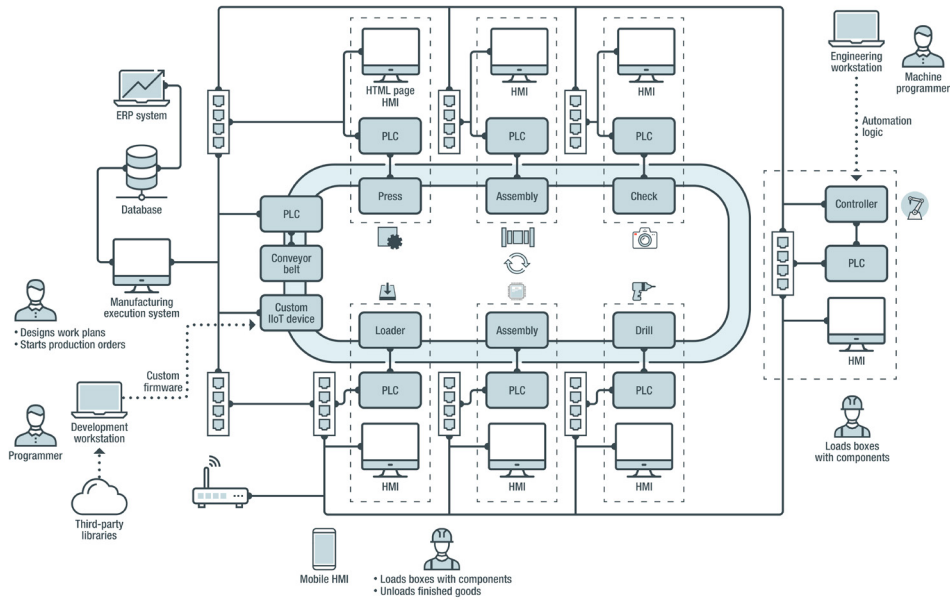 ERP system
Database
Manufacturing
execution system
• Designs work plans
• Starts production orders
Custom
firmware
Development
workstation
Programmer
Third-party
libraries
HTML page
HMI
PLC
Press
HMI
PLC
Assembly
HMI
PLC
Check
PLC
Conveyor
belt
Custom
IIoT device
Loader
PLC
HMI
Assembly
PLC
HMI
Drill
PLC
HMI
Engineering
workstation
Machine
programmer
Automation
logic
Controller
PLC
HMI
Loads boxes
with components
Mobile HMI
• Loads boxes with components
• Unloads finished goods